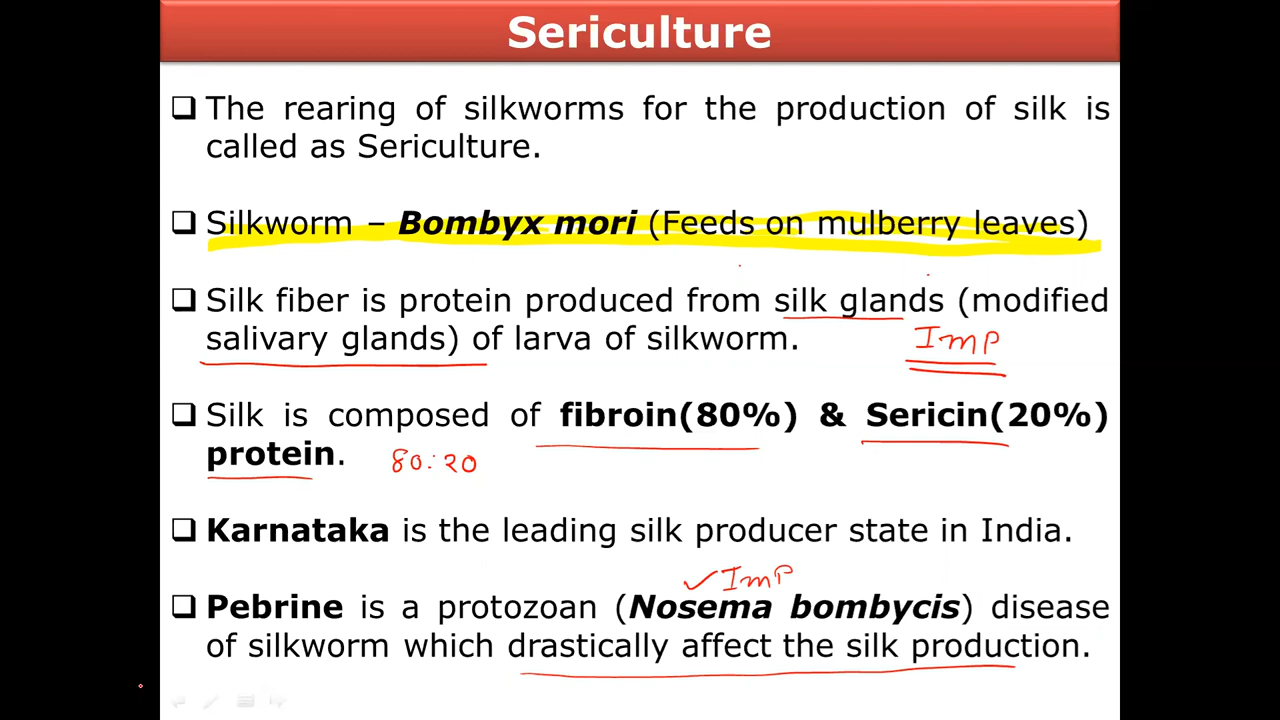 Sericulture
❑ The rearing of silkworms for the production of silk is
called as Sericulture.
❑ Silkworm – Bombyx mori (Feeds on mulberry leaves)
❑ Silk fiber is protein produced from silk glands (modified
salivary glands) of larva of silkworm.
Imp
❑ Silk is composed of fibroin(80%) & Sericin(20%)
protein.
80:20
❑ Karnataka is the leading silk producer state in India.
✓ Imp
❑ Pebrine is a protozoan (Nosema bombycis) disease
of silkworm which drastically affect the silk production.